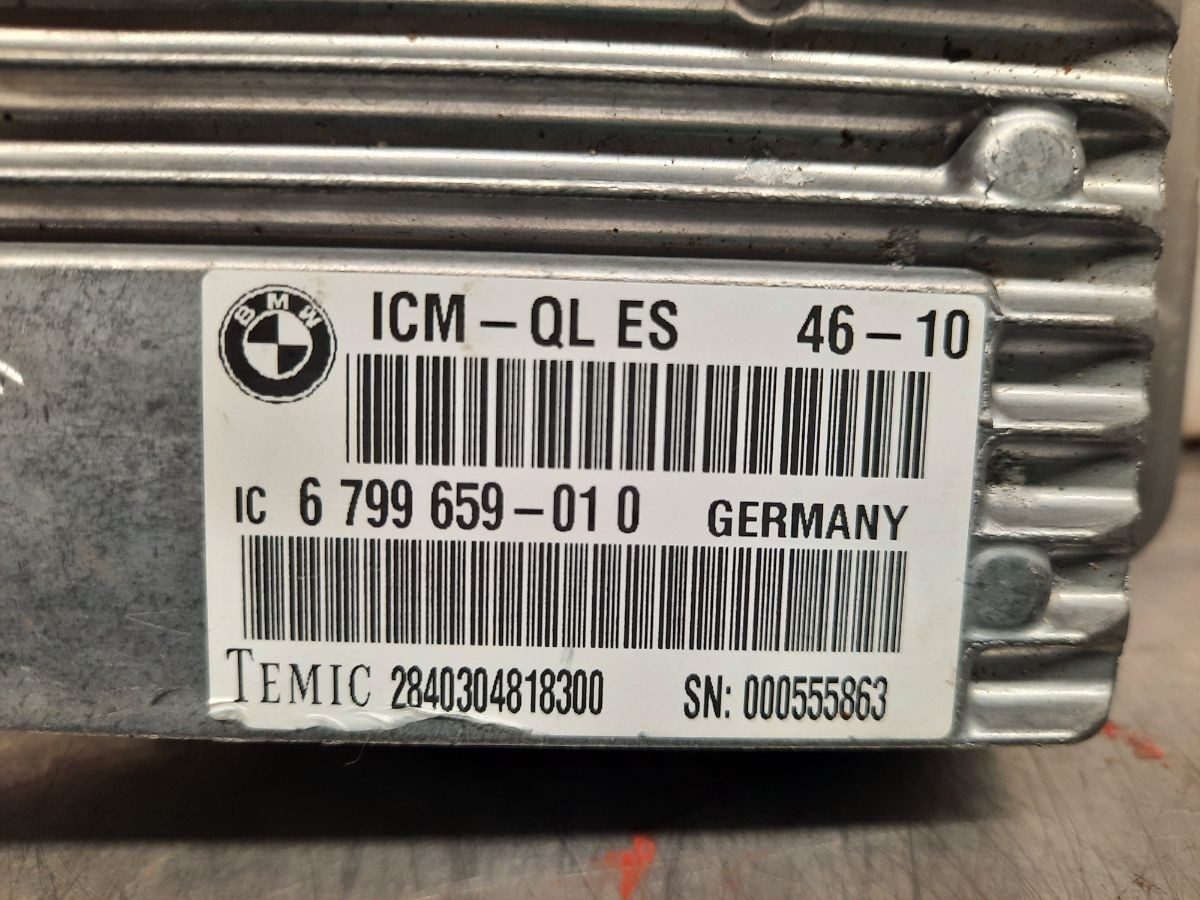 BMW
ICM – QL ES 46 – 10
IC 6 799 659 – 01 0 GERMANY
TEMIC 2840304818300 SN: 000555863